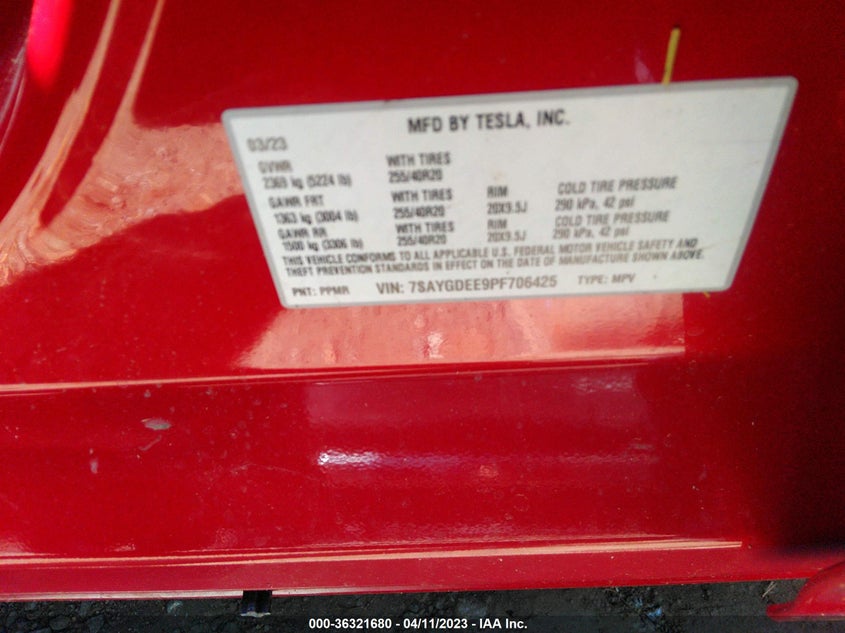 MFD BY TESLA, INC.
03/23
GVWR WITH TIRES
2369 kg (5224 lb) 255/40R20
GAWR FRT WITH TIRES RIM COLD TIRE PRESSURE
1363 kg (3004 lb) 255/40R20 20X9.5J 290 kPa, 42 psi
GAWR RR WITH TIRES RIM COLD TIRE PRESSURE
1500 kg (3306 lb) 255/40R20 20X9.5J 290 kPa, 42 psi
THIS VEHICLE CONFORMS TO ALL APPLICABLE U.S. FEDERAL MOTOR VEHICLE SAFETY AND
THEFT PREVENTION STANDARDS IN EFFECT ON THE DATE OF MANUFACTURE SHOWN ABOVE.
PNT: PPMR VIN: 7SAYGDEE9PF706425 TYPE: MPV
000-36321680 - 04/11/2023 - IAA Inc.